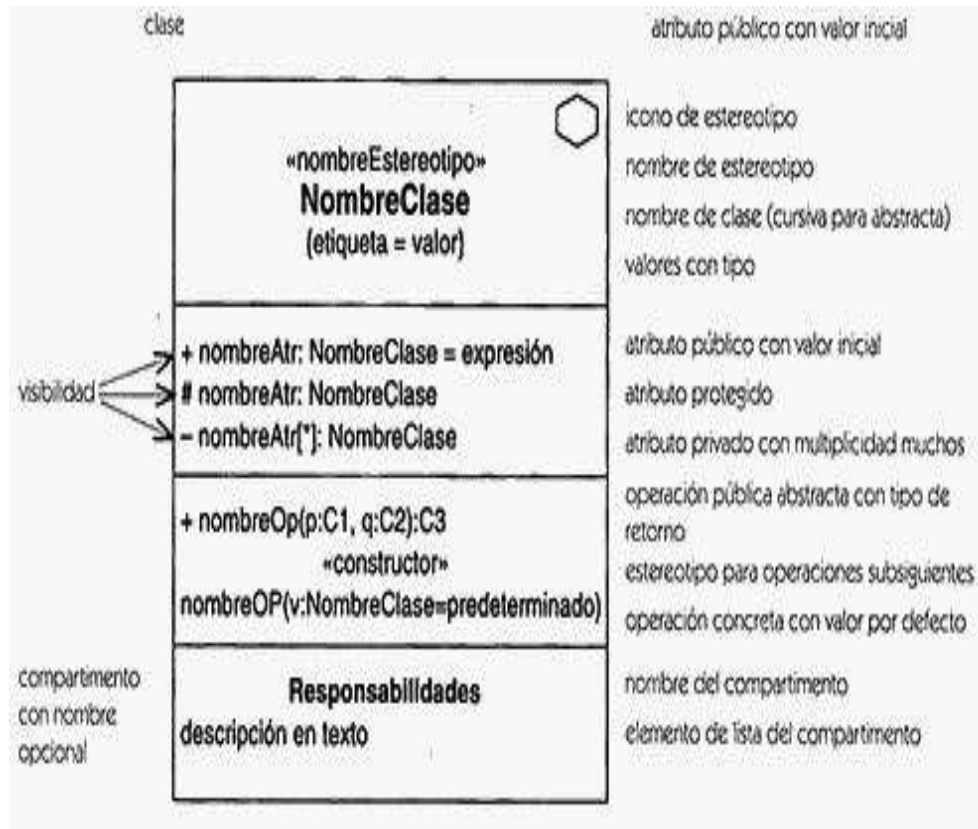 clase
atributo público con valor inicial
icono de estereotipo
«nombreEstereotipo»
nombre de estereotipo
NombreClase
nombre de clase (cursiva para abstracta)
(etiqueta = valor)
valores con tipo
+ nombreAtr: NombreClase = expresión
atributo público con valor inicial
visibilidad
# nombreAtr: NombreClase
atributo protegido
– nombreAtr[*]: NombreClase
atributo privado con multiplicidad muchos
+ nombreOp(p:C1, q:C2):C3
operación pública abstracta con tipo de
retorno
«constructor»
estereotipo para operaciones subsiguientes
nombreOP(v:NombreClase=predeterminado)
operación concreta con valor por defecto
compartimento
con nombre
opcional
Responsabilidades
nombre del compartimento
descripción en texto
elemento de lista del compartimento